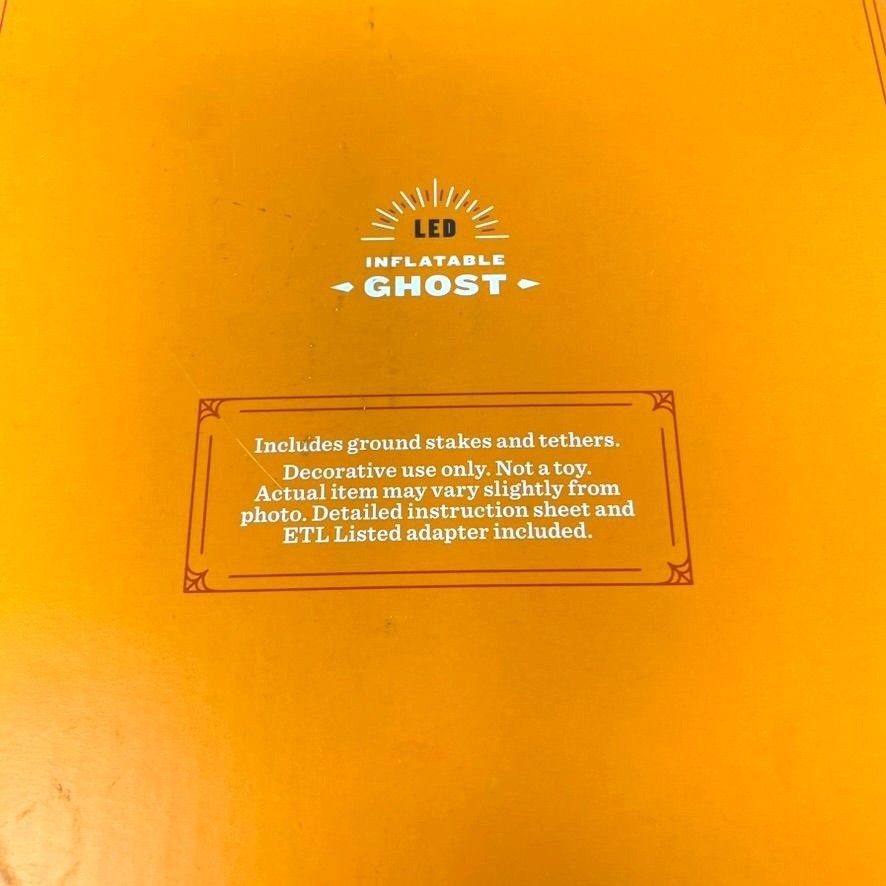 LED
INFLATABLE
GHOST
Includes ground stakes and tethers.
Decorative use only. Not a toy.
Actual item may vary slightly from
photo. Detailed instruction sheet and
ETL Listed adapter included.